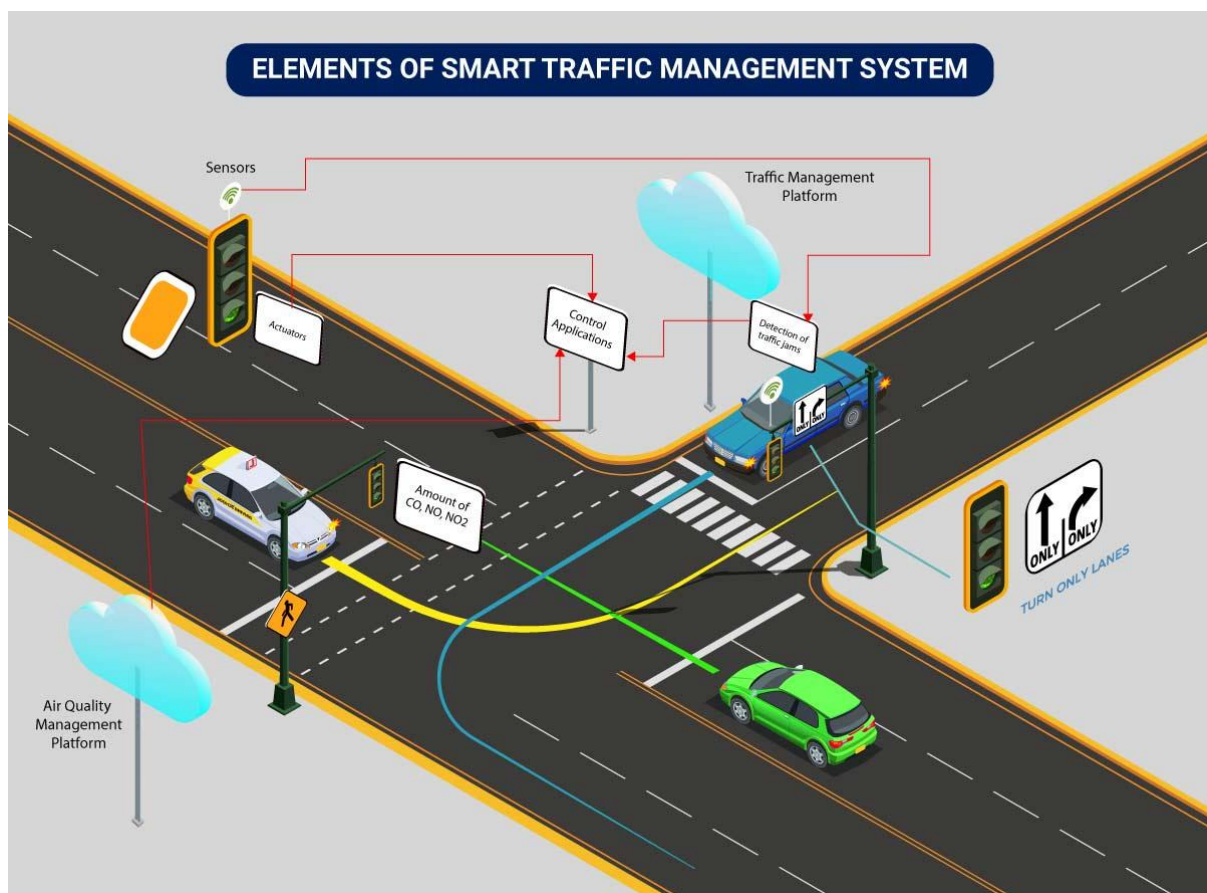 ELEMENTS OF SMART TRAFFIC MANAGEMENT SYSTEM
Sensors
Traffic Management
Platform
Actuators
Control
Applications
Detection of
traffic jams
ONLY
ONLY
Amount of
CO, NO, NO2
ONLY
ONLY
TURN ONLY LANES
Air Quality
Management
Platform